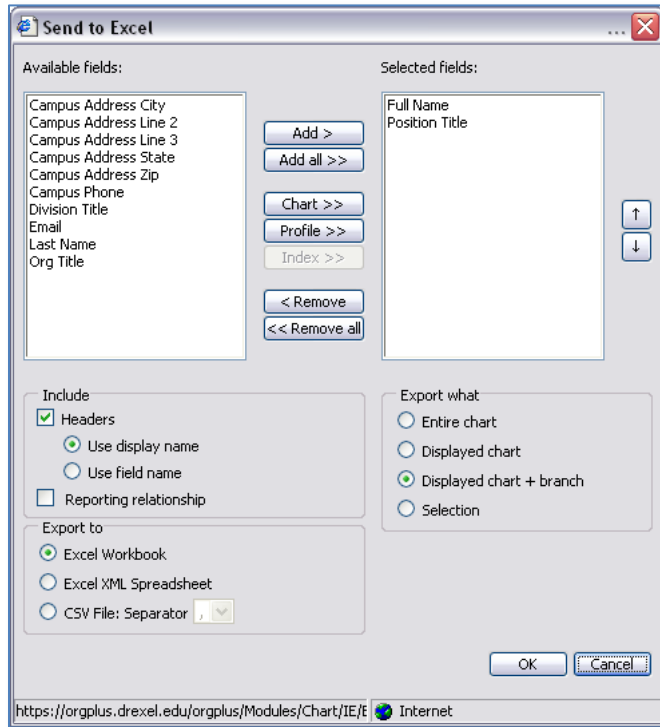 Send to Excel
Available fields:
Selected fields:
Campus Address City
Campus Address Line 2
Campus Address Line 3
Campus Address State
Campus Address Zip
Campus Phone
Division Title
Email
Last Name
Org Title
Add >
Add all >>
Chart >>
Profile >>
Index >>
< Remove
<< Remove all
Full Name
Position Title
↑
↓
Include
Headers
Use display name
Use field name
Reporting relationship
Export to
Excel Workbook
Excel XML Spreadsheet
CSV File: Separator ,
Export what
Entire chart
Displayed chart
Displayed chart + branch
Selection
OK
Cancel
https://orgplus.drexel.edu/orgplus/Modules/Chart/IE/E
Internet